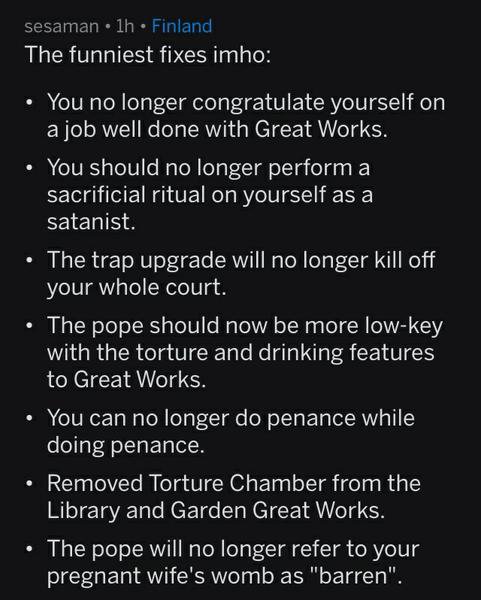 sesaman • 1h • Finland
The funniest fixes imho:
• You no longer congratulate yourself on
a job well done with Great Works.
• You should no longer perform a
sacrificial ritual on yourself as a
satanist.
• The trap upgrade will no longer kill off
your whole court.
• The pope should now be more low-key
with the torture and drinking features
to Great Works.
• You can no longer do penance while
doing penance.
• Removed Torture Chamber from the
Library and Garden Great Works.
• The pope will no longer refer to your
pregnant wife's womb as "barren".